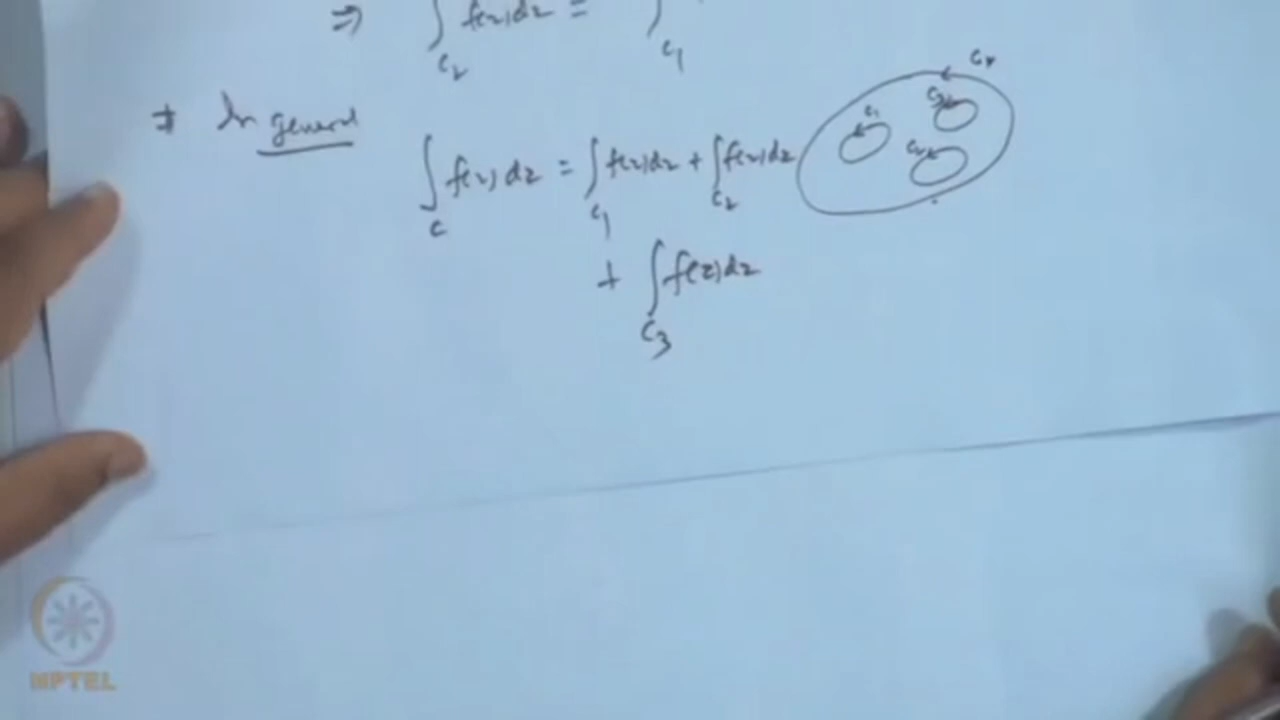 ⇒ ∫_{C_2} f(z)dz = ∫_{C_1}
⇒ In general
∫_C f(z)dz = ∫_{C_1} f(z)dz + ∫_{C_2} f(z)dz
+ ∫_{C_3} f(z)dz
C_1
C_3
C_2
NPTEL